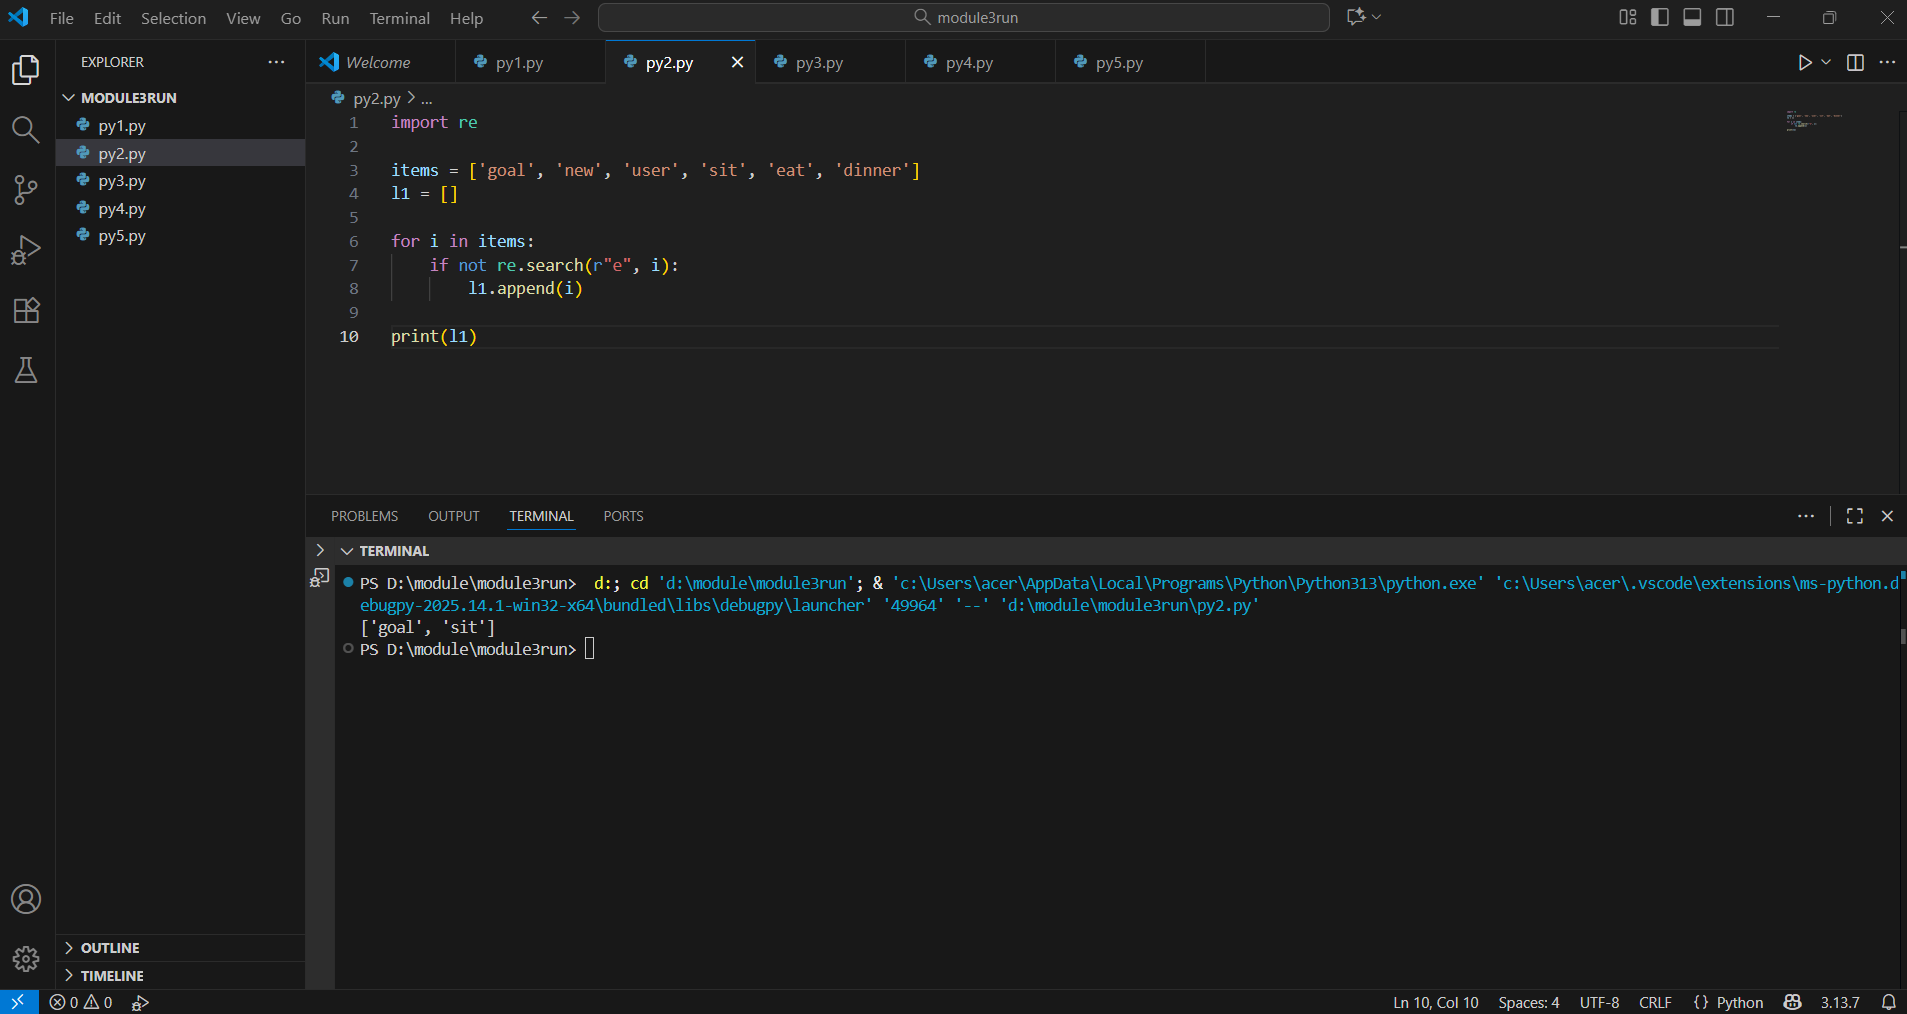 File Edit Selection View Go Run Terminal Help
module3run
EXPLORER
MODULE3RUN
py1.py
py2.py
py3.py
py4.py
py5.py
OUTLINE
TIMELINE
Welcome py1.py py2.py py3.py py4.py py5.py
py2.py > ...
1 import re
2
3 items = ['goal', 'new', 'user', 'sit', 'eat', 'dinner']
4 l1 = []
5
6 for i in items:
7     if not re.search(r"e", i):
8         l1.append(i)
9
10 print(l1)
PROBLEMS OUTPUT TERMINAL PORTS
TERMINAL
PS D:\module\module3run>  d:; cd 'd:\module\module3run'; & 'c:\Users\acer\AppData\Local\Programs\Python\Python313\python.exe' 'c:\Users\acer\.vscode\extensions\ms-python.d
ebugpy-2025.14.1-win32-x64\bundled\libs\debugpy\launcher' '49964' '--' 'd:\module\module3run\py2.py'
['goal', 'sit']
PS D:\module\module3run>
0 0
Ln 10, Col 10 Spaces: 4 UTF-8 CRLF {} Python 3.13.7